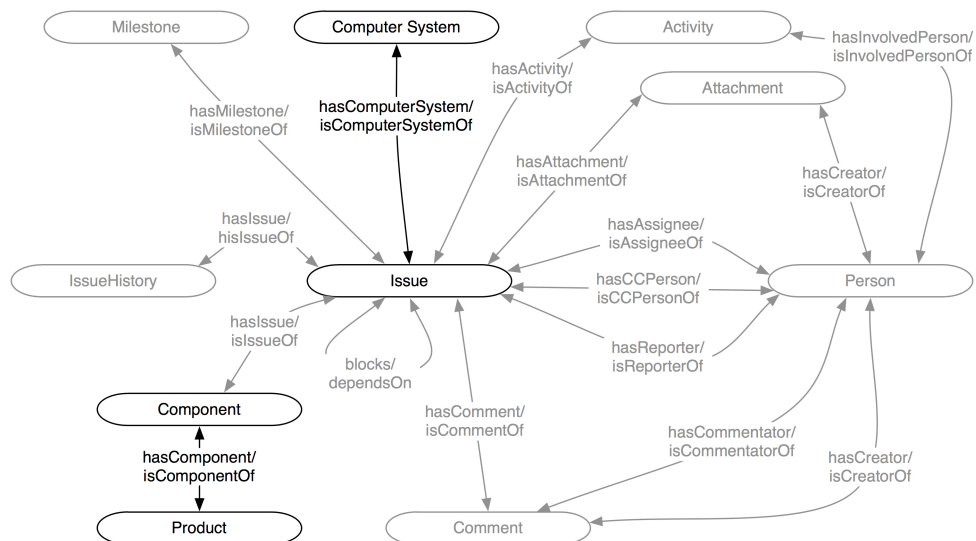 Milestone
Computer System
Activity
hasInvolvedPerson/
isInvolvedPersonOf
hasActivity/
isActivityOf
Attachment
hasComputerSystem/
isComputerSystemOf
hasMilestone/
isMilestoneOf
hasAttachment/
isAttachmentOf
hasCreator/
isCreatorOf
hasIssue/
hisIssueOf
hasAssignee/
isAssigneeOf
IssueHistory
Issue
hasCCPerson/
isCCPersonOf
Person
hasIssue/
isIssueOf
blocks/
dependsOn
hasReporter/
isReporterOf
Component
hasComment/
isCommentOf
hasCommentator/
isCommentatorOf
hasComponent/
isComponentOf
hasCreator/
isCreatorOf
Product
Comment